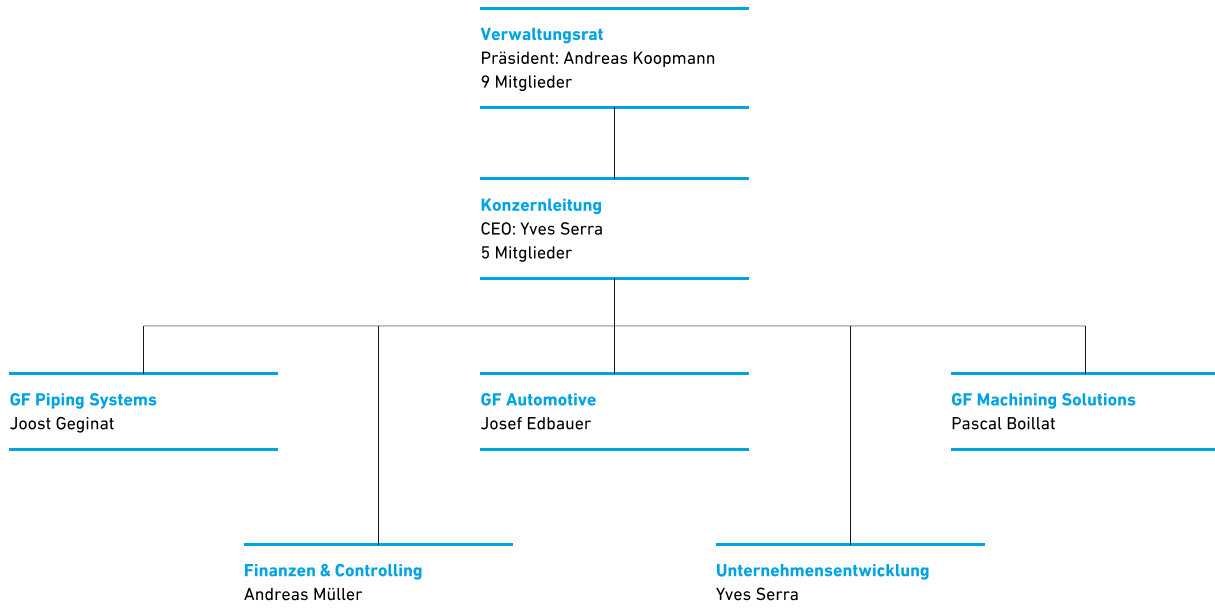 Verwaltungsrat
Präsident: Andreas Koopmann
9 Mitglieder
Konzernleitung
CEO: Yves Serra
5 Mitglieder
GF Piping Systems
Joost Geginat
GF Automotive
Josef Edbauer
GF Machining Solutions
Pascal Boillat
Finanzen & Controlling
Andreas Müller
Unternehmensentwicklung
Yves Serra